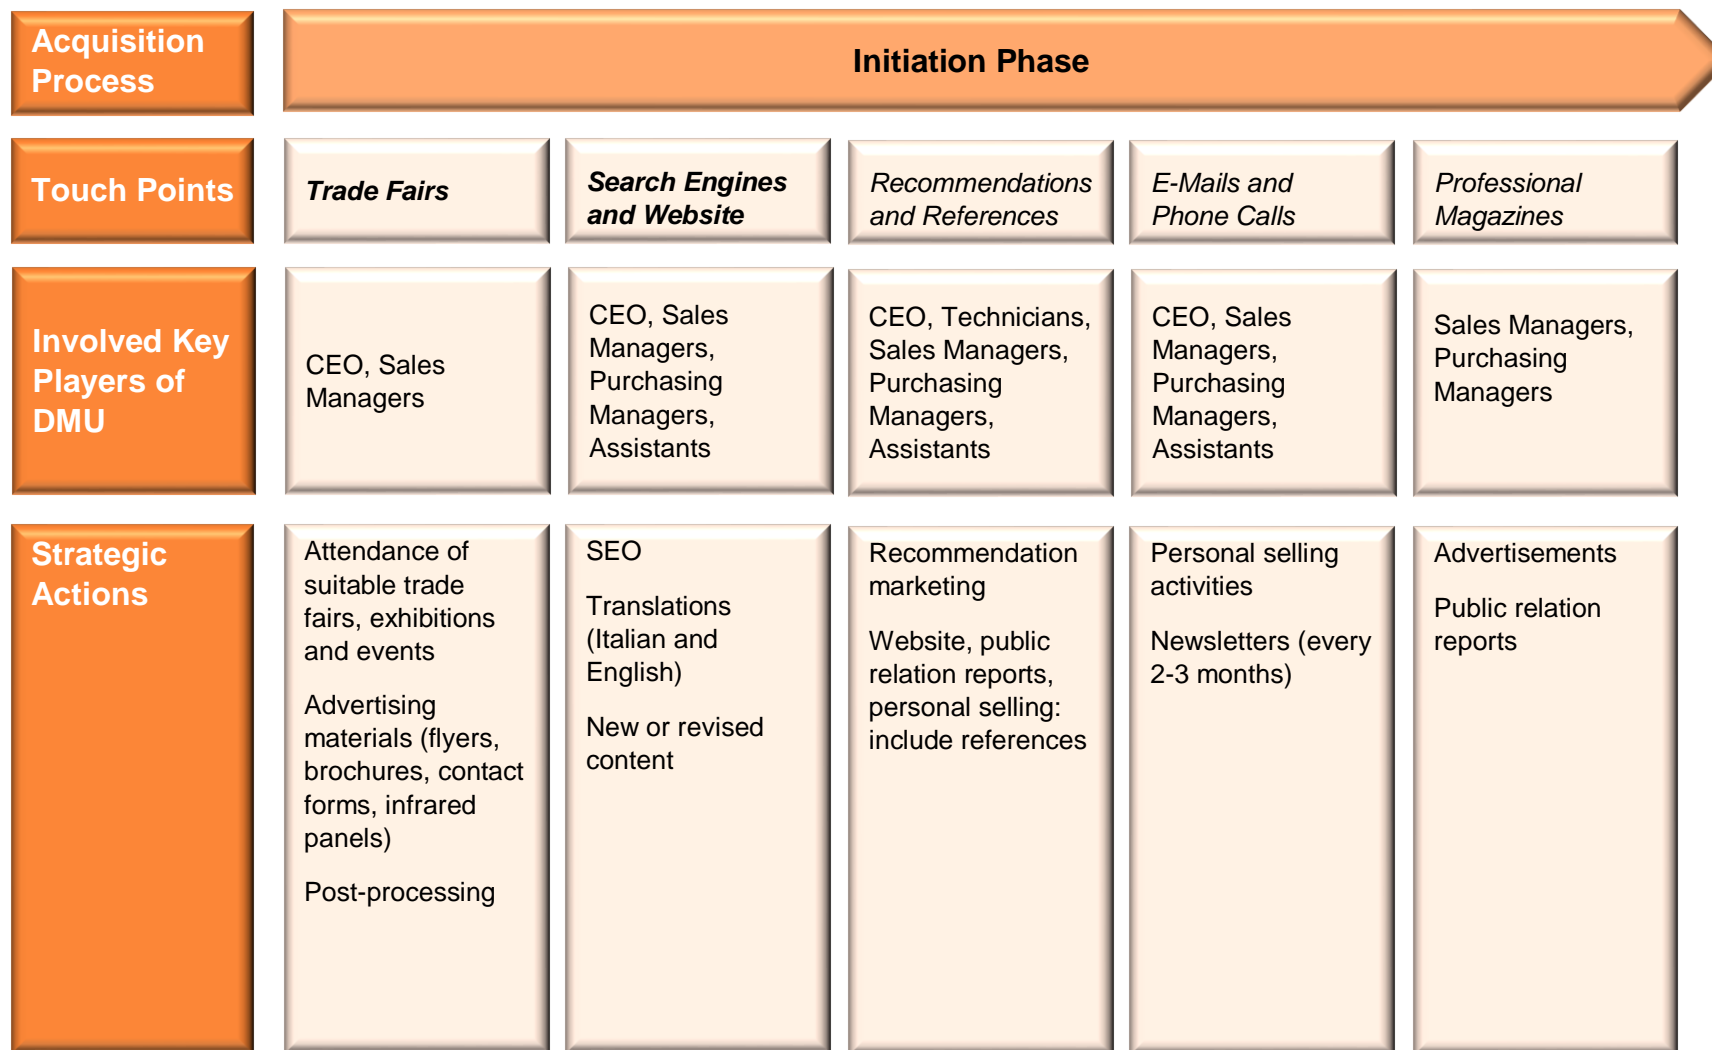 Acquisition
Process
Initiation Phase
Touch Points
Trade Fairs
Search Engines
and Website
Recommendations
and References
E-Mails and
Phone Calls
Professional
Magazines
Involved Key
Players of
DMU
CEO, Sales
Managers
CEO, Sales
Managers,
Purchasing
Managers,
Assistants
CEO, Technicians,
Sales Managers,
Purchasing
Managers,
Assistants
CEO, Sales
Managers,
Purchasing
Managers,
Assistants
Sales Managers,
Purchasing
Managers
Strategic
Actions
Attendance of
suitable trade
fairs, exhibitions
and events
Advertising
materials (flyers,
brochures, contact
forms, infrared
panels)
Post-processing
SEO
Translations
(Italian and
English)
New or revised
content
Recommendation
marketing
Website, public
relation reports,
personal selling:
include references
Personal selling
activities
Newsletters (every
2-3 months)
Advertisements
Public relation
reports